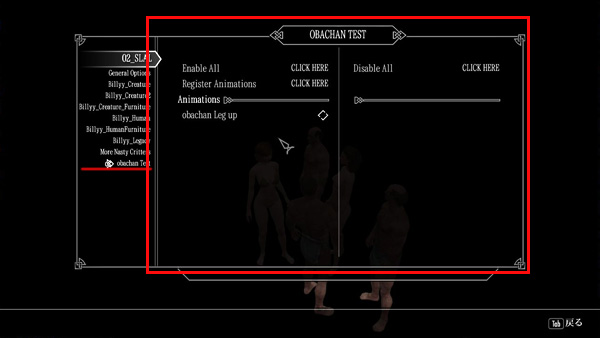 OBACHAN TEST
02_SLAL
General Options
Billyy_Creature
Billyy_Creature2
Billyy_Creature_Furniture
Billyy_Human
Billyy_HumanFurniture
Billyy_Legacy
More Nasty Critters
obachan Test
Enable All CLICK HERE
Register Animations CLICK HERE
Animations
obachan Leg up
Disable All CLICK HERE
Tab 戻る